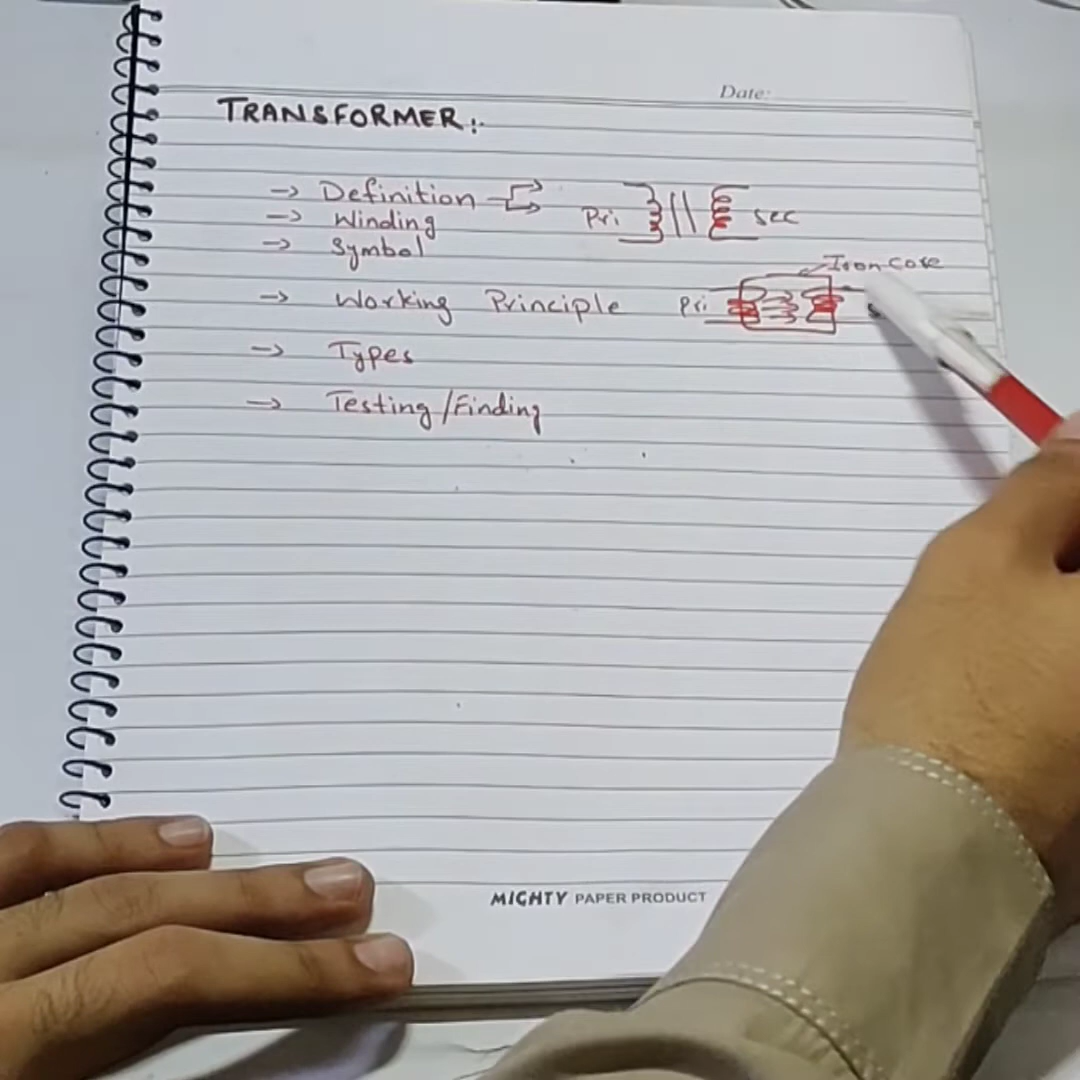 Date:
TRANSFORMER:
→ Definition
→ Winding
→ Symbol
Pri sec
Iron core
→ Working Principle
Pri
→ Types
→ Testing/Finding
MIGHTY PAPER PRODUCT